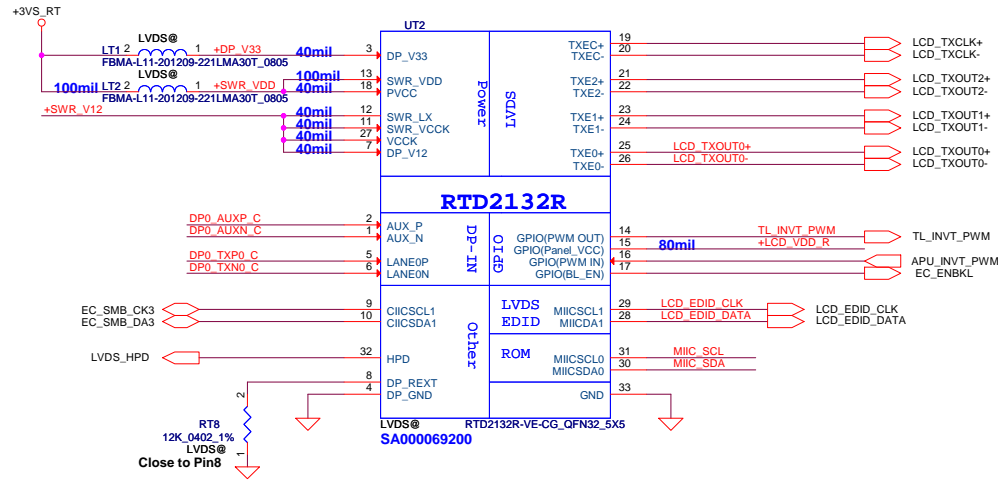 +3VS_RT
UT2
LVDS@
LT1 2 1 +DP_V33 40mil 3 DP_V33
FBMA-L11-201209-221LMA30T_0805
LVDS@
100mil LT2 2 1 +SWR_VDD 100mil 13 SWR_VDD
40mil 18 PVCC
FBMA-L11-201209-221LMA30T_0805
+SWR_V12 40mil 12 SWR_LX
40mil 11 SWR_VCCK
40mil 27 VCCK
40mil 7 DP_V12
Power
LVDS
TXEC+ 19 LCD_TXCLK+
TXEC- 20 LCD_TXCLK-
TXE2+ 21 LCD_TXOUT2+
TXE2- 22 LCD_TXOUT2-
TXE1+ 23 LCD_TXOUT1+
TXE1- 24 LCD_TXOUT1-
TXE0+ 25 LCD_TXOUT0+ LCD_TXOUT0+
TXE0- 26 LCD_TXOUT0- LCD_TXOUT0-
RTD2132R
DP0_AUXP_C 2 AUX_P
DP0_AUXN_C 1 AUX_N
DP0_TXP0_C 5 LANE0P
DP0_TXN0_C 6 LANE0N
DP-IN
GPIO
GPIO(PWM OUT) 14 TL_INVT_PWM TL_INVT_PWM
GPIO(Panel_VCC) 15 80mil +LCD_VDD_R
GPIO(PWM IN) 16 APU_INVT_PWM
GPIO(BL_EN) 17 EC_ENBKL
EC_SMB_CK3 9 CIICSCL1
EC_SMB_DA3 10 CIICSDA1
Other
LVDS
EDID
MIICSCL1 29 LCD_EDID_CLK LCD_EDID_CLK
MIICDA1 28 LCD_EDID_DATA LCD_EDID_DATA
LVDS_HPD 32 HPD
ROM
MIICSCL0 31 MIIC_SCL
MIICSDA0 30 MIIC_SDA
8 DP_REXT
4 DP_GND
GND 33
2
RT8
12K_0402_1%
LVDS@
1
Close to Pin8
LVDS@ RTD2132R-VE-CG_QFN32_5X5
SA000069200